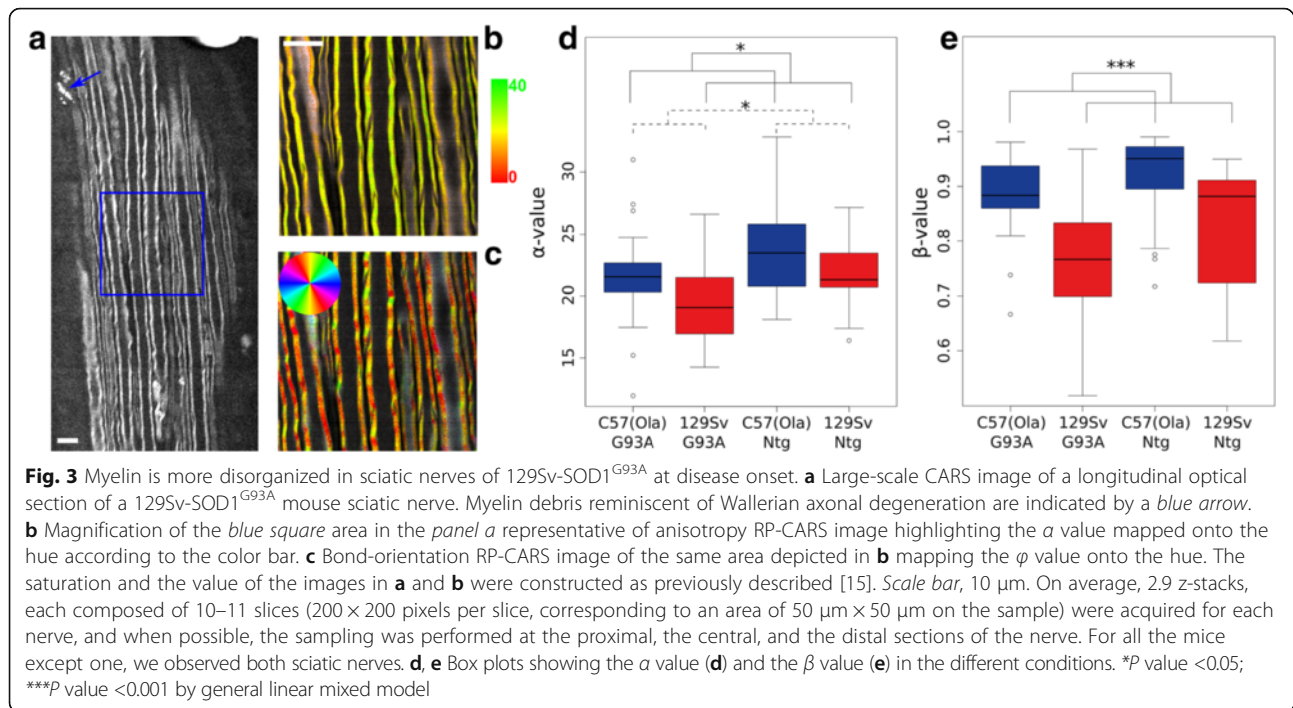 a
b
40
0
c
d
*
*
α-value
30
25
20
15
C57(Ola) G93A
129Sv G93A
C57(Ola) Ntg
129Sv Ntg
e
***
β-value
1.0
0.9
0.8
0.7
0.6
C57(Ola) G93A
129Sv G93A
C57(Ola) Ntg
129Sv Ntg
Fig. 3 Myelin is more disorganized in sciatic nerves of 129Sv-SOD1G93A at disease onset. a Large-scale CARS image of a longitudinal optical
section of a 129Sv-SOD1G93A mouse sciatic nerve. Myelin debris reminiscent of Wallerian axonal degeneration are indicated by a blue arrow.
b Magnification of the blue square area in the panel a representative of anisotropy RP-CARS image highlighting the α value mapped onto the
hue according to the color bar. c Bond-orientation RP-CARS image of the same area depicted in b mapping the φ value onto the hue. The
saturation and the value of the images in a and b were constructed as previously described [15]. Scale bar, 10 μm. On average, 2.9 z-stacks,
each composed of 10–11 slices (200 × 200 pixels per slice, corresponding to an area of 50 μm × 50 μm on the sample) were acquired for each
nerve, and when possible, the sampling was performed at the proximal, the central, and the distal sections of the nerve. For all the mice
except one, we observed both sciatic nerves. d, e Box plots showing the α value (d) and the β value (e) in the different conditions. *P value <0.05;
***P value <0.001 by general linear mixed model